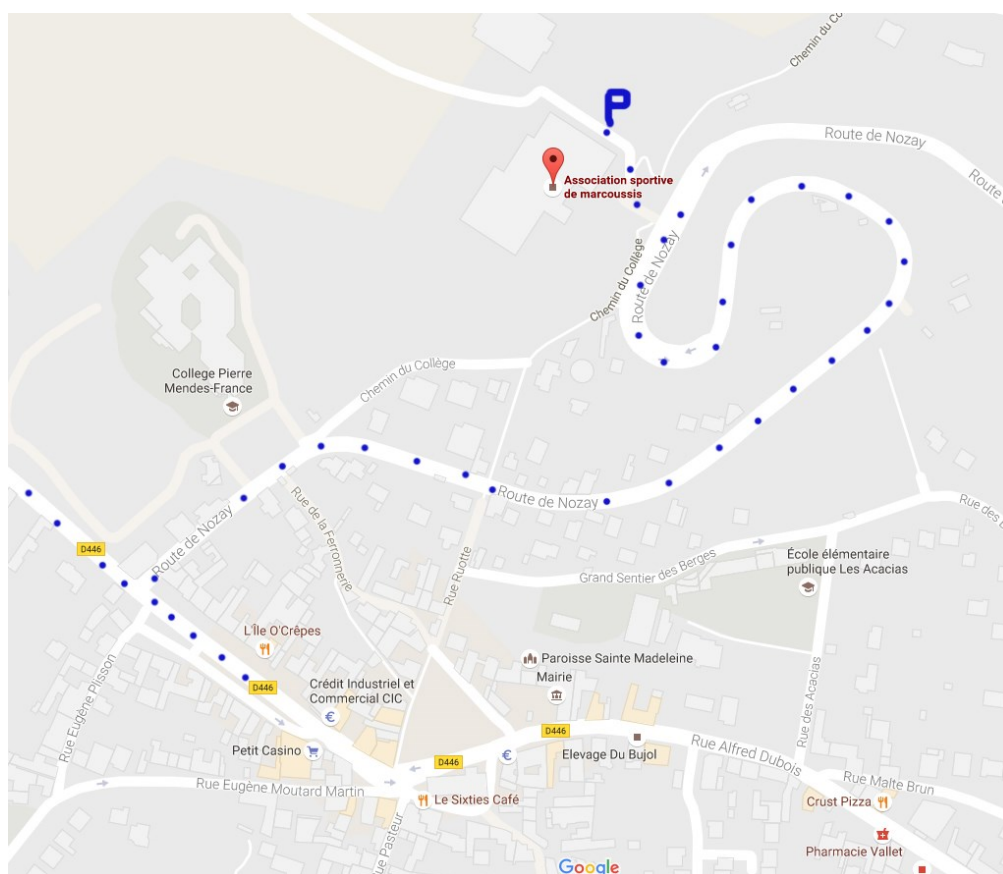 Chemin du Co
P
Route de Nozay
Route
Association sportive
de marcoussis
Chemin du Collège
Route de Nozay
College Pierre
Mendes-France
Chemin du Collège
Route de Nozay
Rue des
Route de Nozay
Rue de la Ferronnerie
D446
École élémentaire
publique Les Acacias
Grand Sentier des Berges
Rue Ruotte
L'Île O'Crêpes
Paroisse Sainte Madeleine
Mairie
Rue Eugène Plisson
D446
Crédit Industriel et
Commercial CIC
Rue des Acacias
D446
Petit Casino
Elevage Du Bujol
Rue Alfred Dubois
D446
Rue Eugène Moutard Martin
Rue Malte Brun
Le Sixties Café
Crust Pizza
Rue Pasteur
Pharmacie Vallet
Google